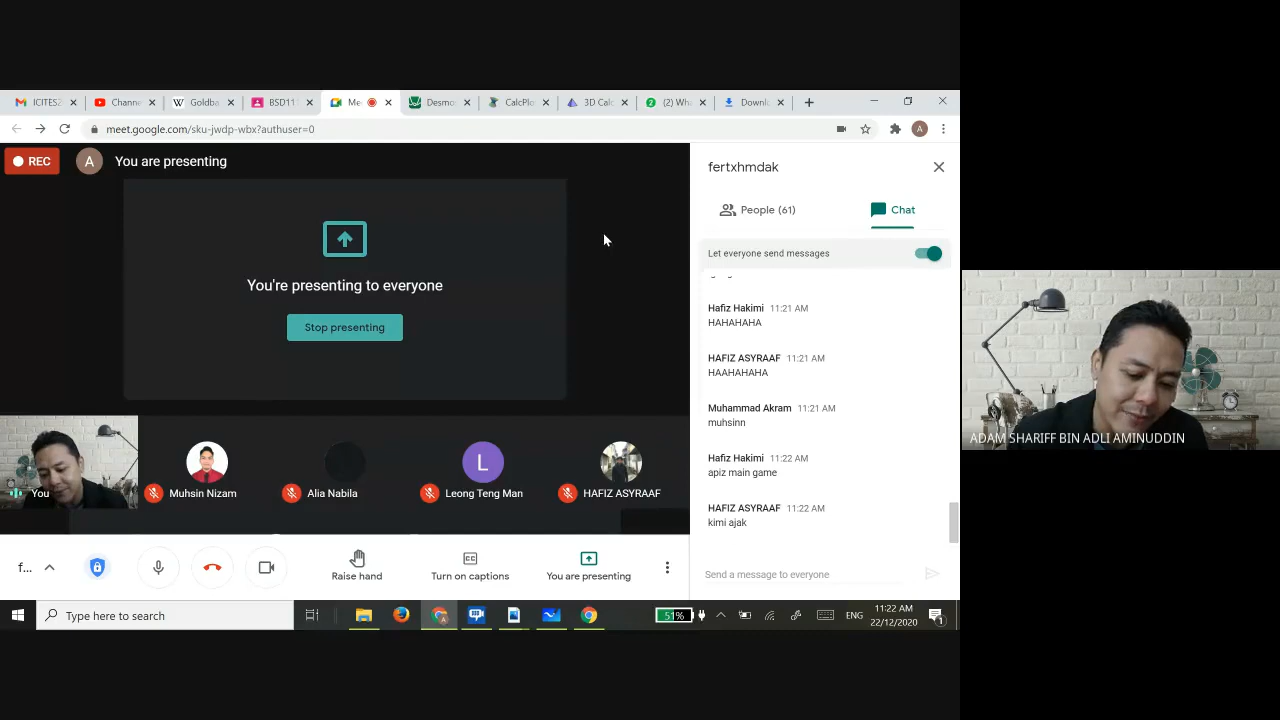 ICITES2
Channe
Goldba
BSD11
Me
Desmo
CalcPlo
3D Calc
(2) Wha
Downlo
meet.google.com/sku-jwdp-wbx?authuser=0
A
REC
A
You are presenting
You're presenting to everyone
Stop presenting
You
Muhsin Nizam
Alia Nabila
L
Leong Teng Man
HAFIZ ASYRAAF
f...
Raise hand
CC
Turn on captions
You are presenting
fertxhmdak
People (61)
Chat
Let everyone send messages
Hafiz Hakimi 11:21 AM
HAHAHAHA
HAFIZ ASYRAAF 11:21 AM
HAAHAHAHA
Muhammad Akram 11:21 AM
muhsinn
Hafiz Hakimi 11:22 AM
apiz main game
HAFIZ ASYRAAF 11:22 AM
kimi ajak
Send a message to everyone
Type here to search
51%
ENG
11:22 AM
22/12/2020
1
ADAM SHARIFF BIN ADLI AMINUDDIN